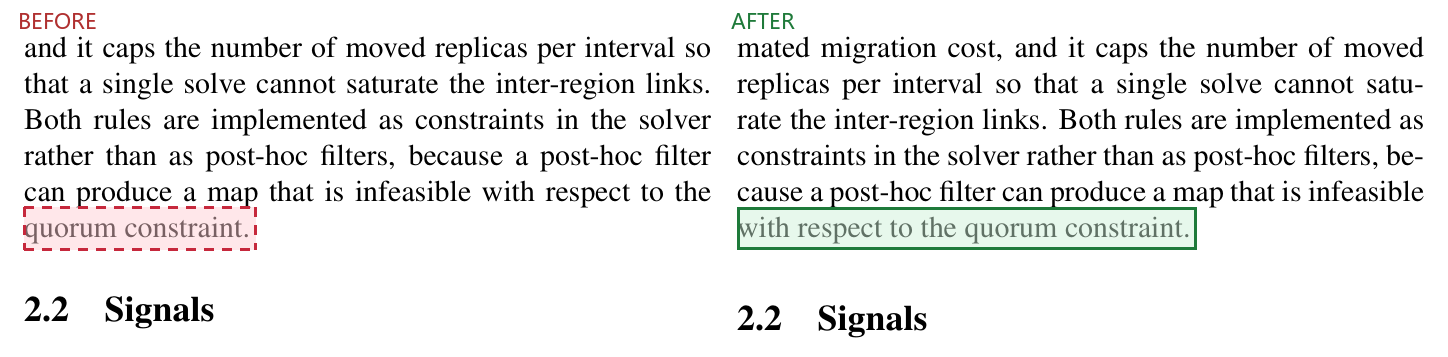 BEFORE
and it caps the number of moved replicas per interval so
that a single solve cannot saturate the inter-region links.
Both rules are implemented as constraints in the solver
rather than as post-hoc filters, because a post-hoc filter
can produce a map that is infeasible with respect to the
quorum constraint.
2.2 Signals
AFTER
mated migration cost, and it caps the number of moved
replicas per interval so that a single solve cannot satu-
rate the inter-region links. Both rules are implemented as
constraints in the solver rather than as post-hoc filters, be-
cause a post-hoc filter can produce a map that is infeasible
with respect to the quorum constraint.
2.2 Signals